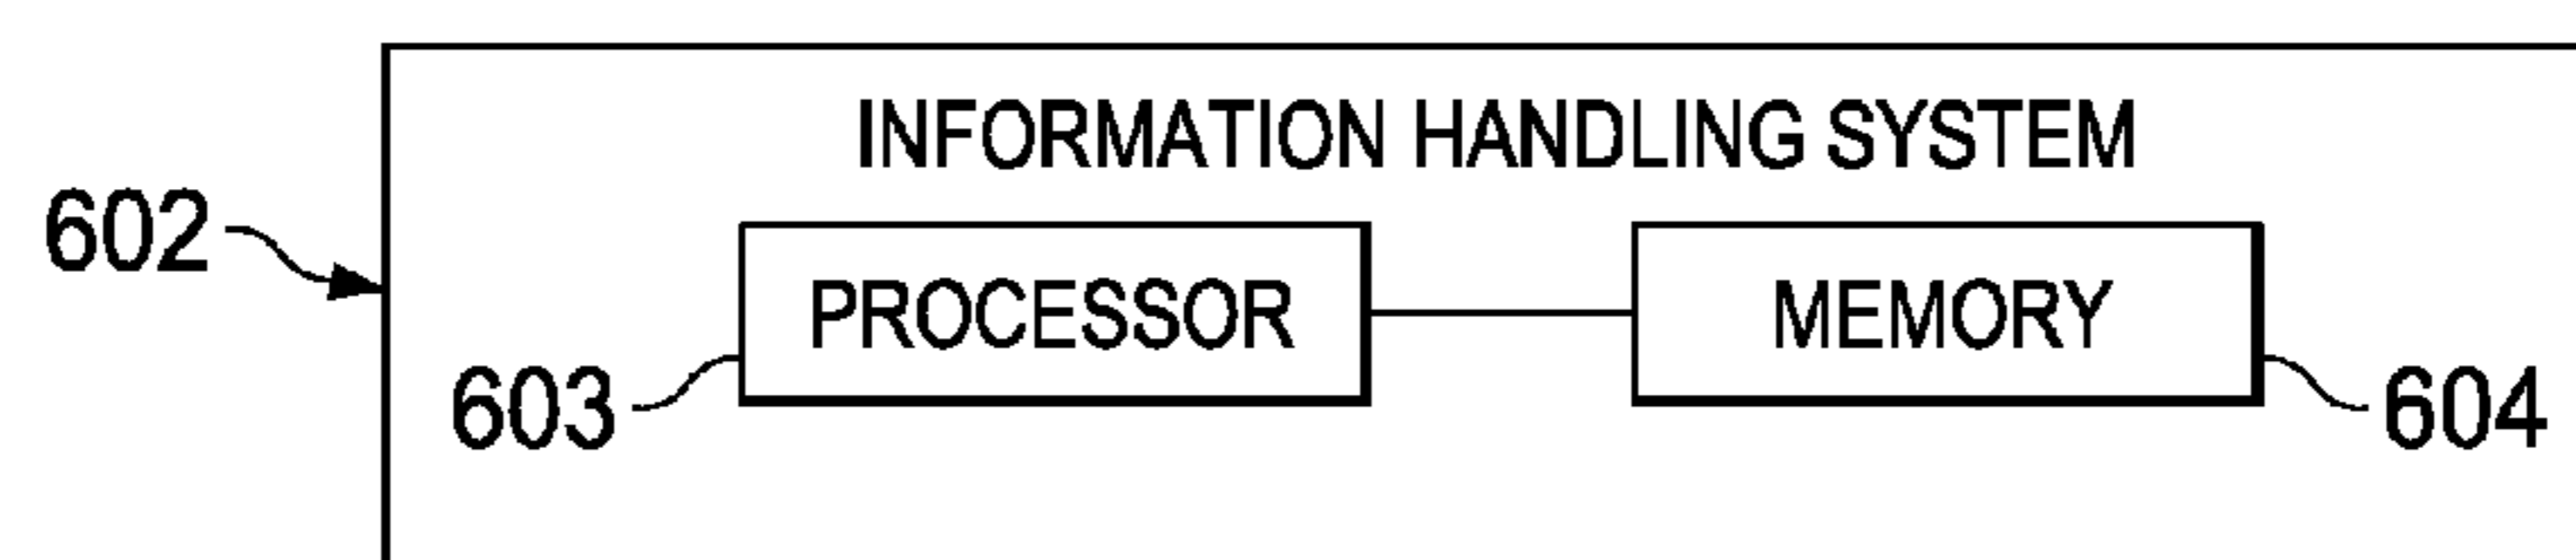 INFORMATION HANDLING SYSTEM
602
PROCESSOR
MEMORY
603
604